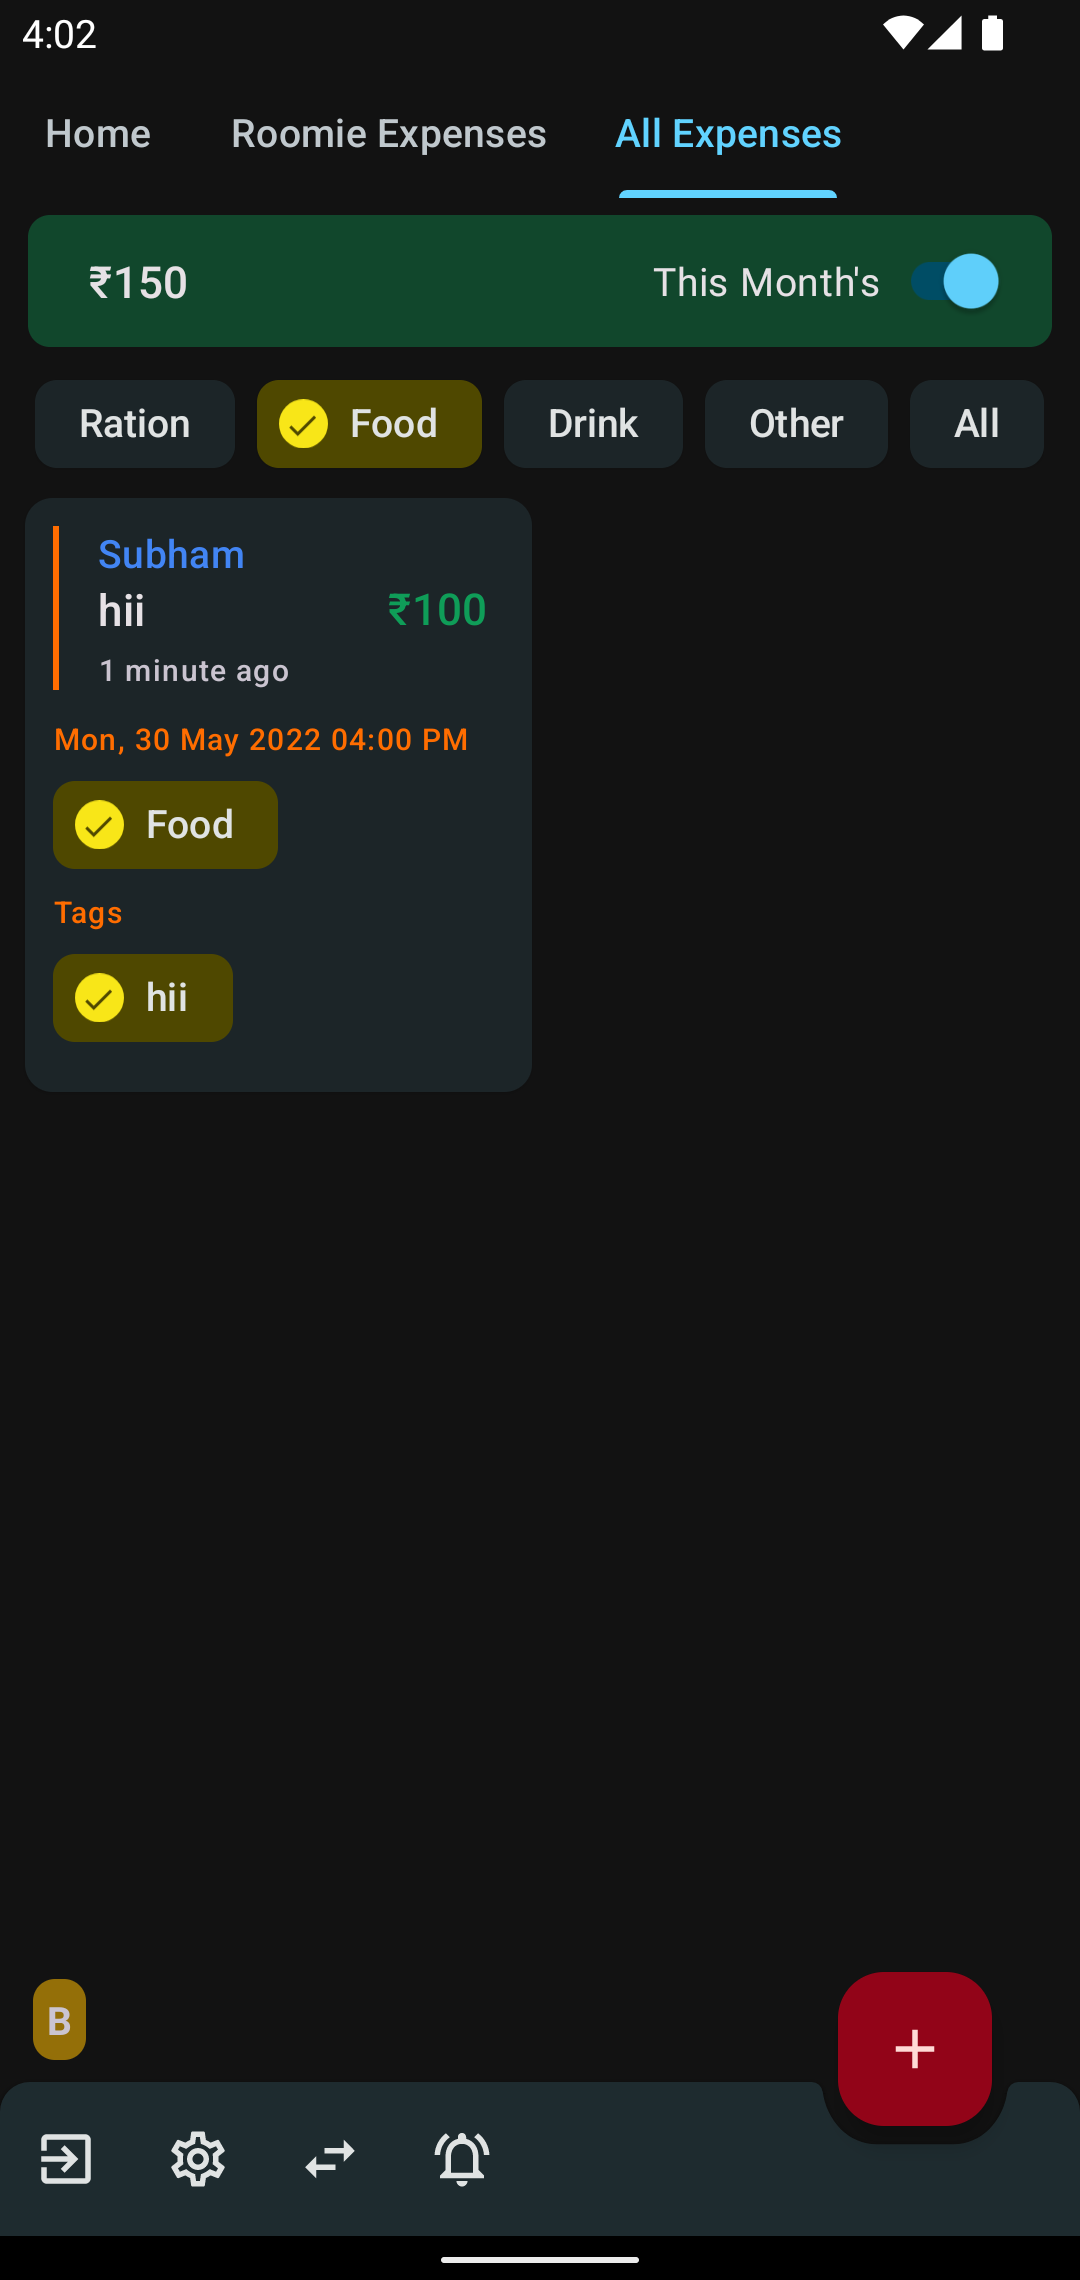 4:02
Home Roomie Expenses All Expenses
₹150 This Month's
Ration Food Drink Other All
Subham
hii ₹100
1 minute ago
Mon, 30 May 2022 04:00 PM
Food
Tags
hii
B